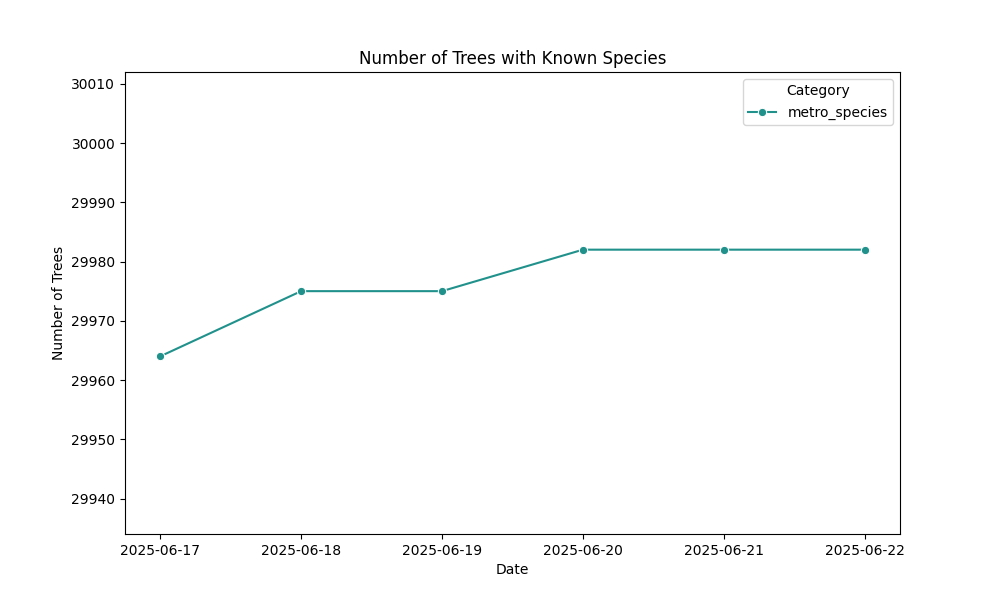 Number of Trees with Known Species
30010
30000
29990
29980
29970
29960
29950
29940
Number of Trees
Category
metro_species
2025-06-17 2025-06-18 2025-06-19 2025-06-20 2025-06-21 2025-06-22
Date